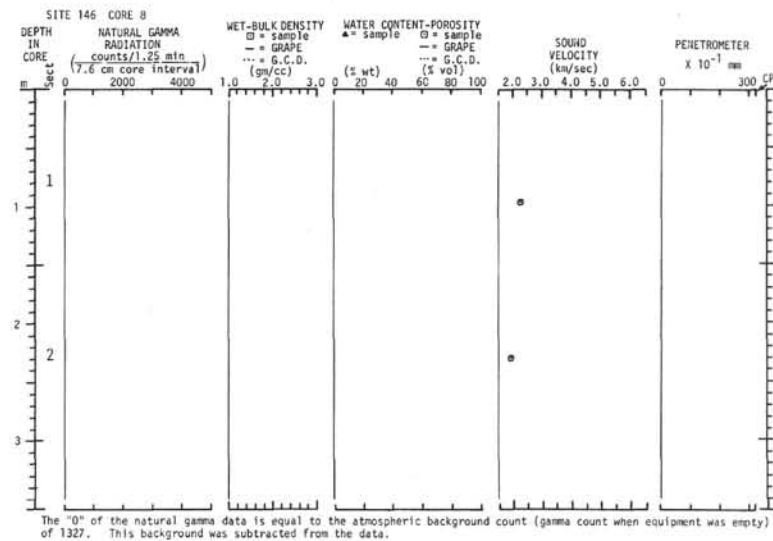 SITE 146 CORE 8
DEPTH IN CORE
m
Sect
NATURAL GAMMA
RADIATION
( counts/1.25 min )
7.6 cm core interval
0 2000 4000
WET-BULK DENSITY
⊡ = sample
— = GRAPE
··· = G.C.D.
(gm/cc)
1.0 2.0 3.0
WATER CONTENT-POROSITY
▲= sample ⊡ = sample
— = GRAPE
··· = G.C.D.
(% wt) (% vol)
0 20 40 60 80 100
SOUND
VELOCITY
(km/sec)
2.0 3.0 4.0 5.0 6.0
PENETROMETER
X 10⁻¹ mm
0 300
CP
1
1
2
2
3
The "0" of the natural gamma data is equal to the atmospheric background count (gamma count when equipment was empty)
of 1327. This background was subtracted from the data.